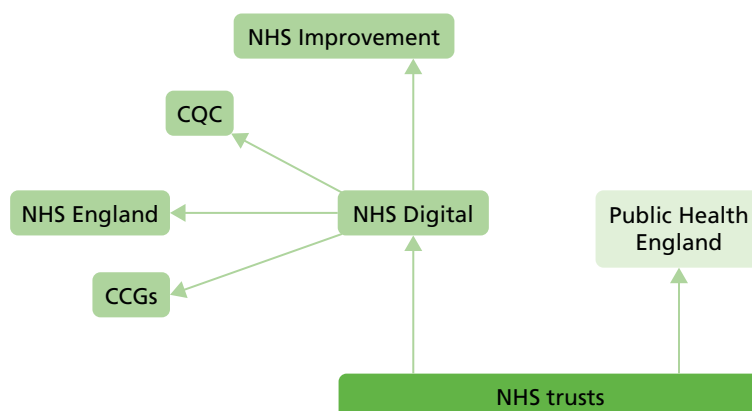 NHS Improvement
CQC
NHS England
NHS Digital
Public Health
England
CCGs
NHS trusts